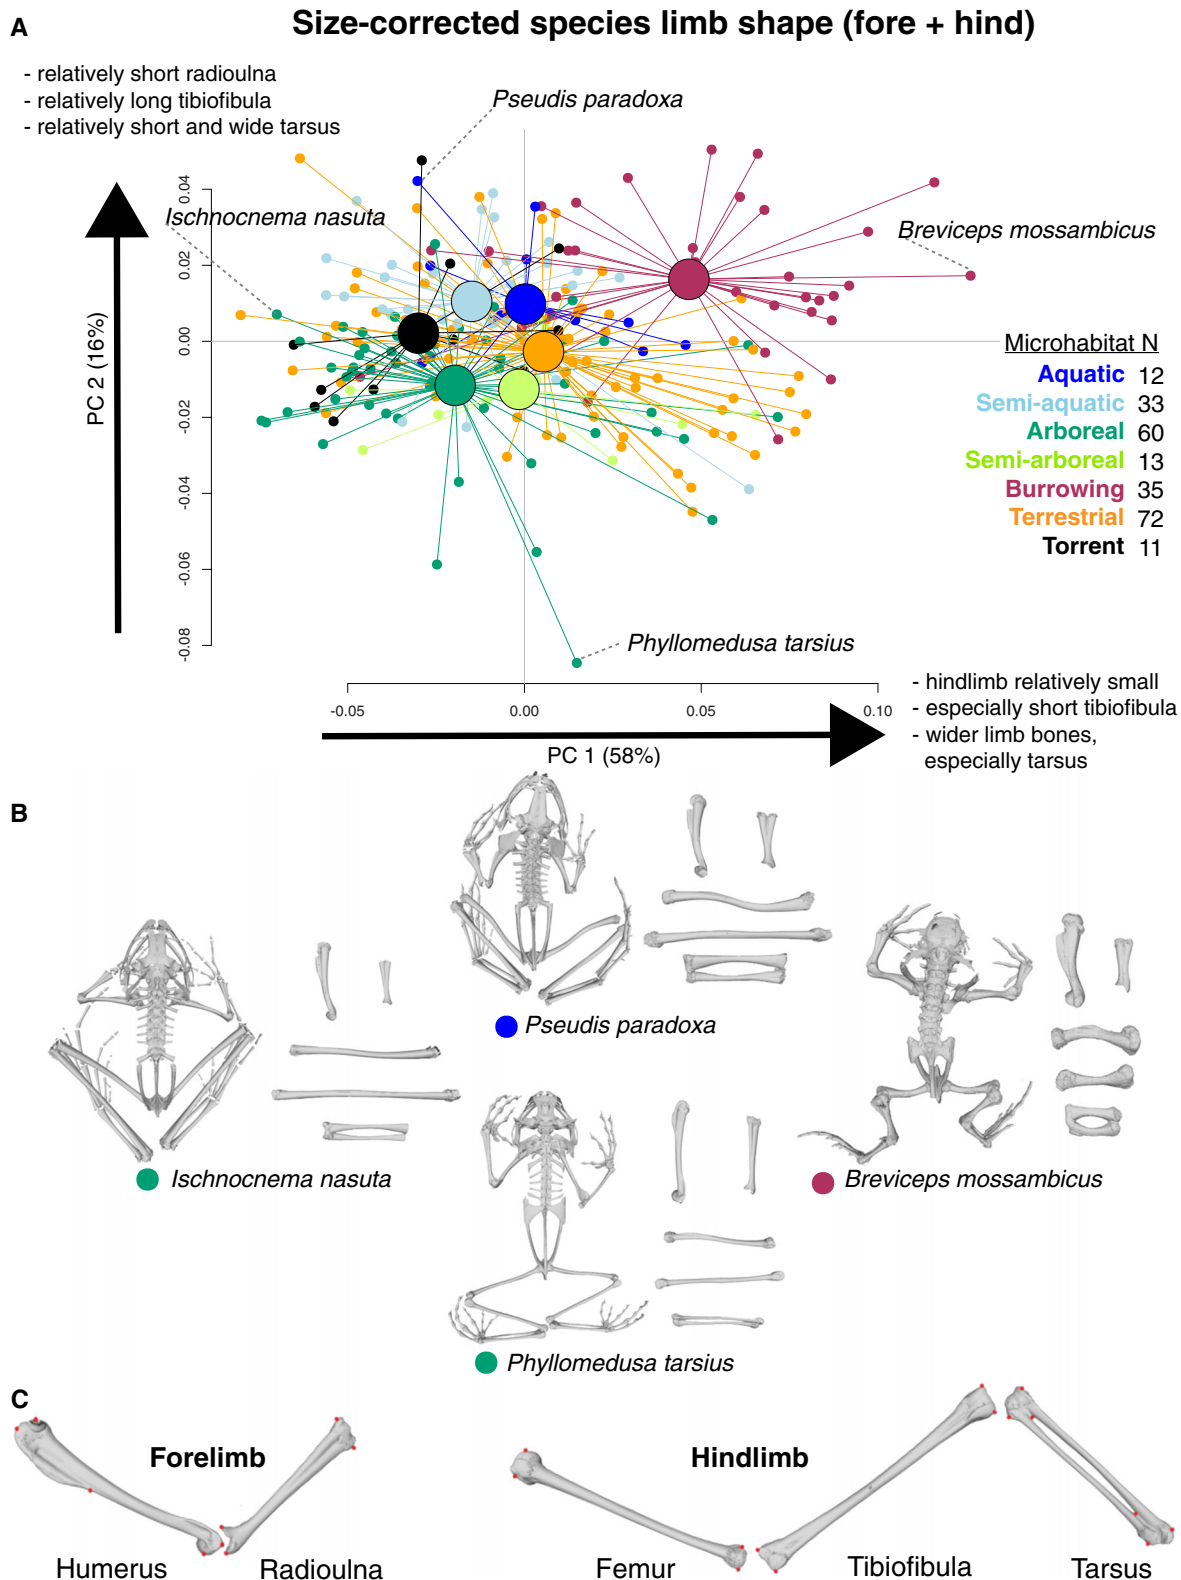 A
Size-corrected species limb shape (fore + hind)
- relatively short radioulna
- relatively long tibiofibula
- relatively short and wide tarsus
Pseudis paradoxa
Ischnocnema nasuta
Breviceps mossambicus
Phyllomedusa tarsius
PC 2 (16%)
0.04
0.02
0.00
-0.02
-0.04
-0.06
-0.08
Microhabitat N
Aquatic 12
Semi-aquatic 33
Arboreal 60
Semi-arboreal 13
Burrowing 35
Terrestrial 72
Torrent 11
-0.05 0.00 0.05 0.10
PC 1 (58%)
- hindlimb relatively small
- especially short tibiofibula
- wider limb bones,
especially tarsus
B
Pseudis paradoxa
Ischnocnema nasuta
Breviceps mossambicus
Phyllomedusa tarsius
C
Forelimb
Hindlimb
Humerus
Radioulna
Femur
Tibiofibula
Tarsus